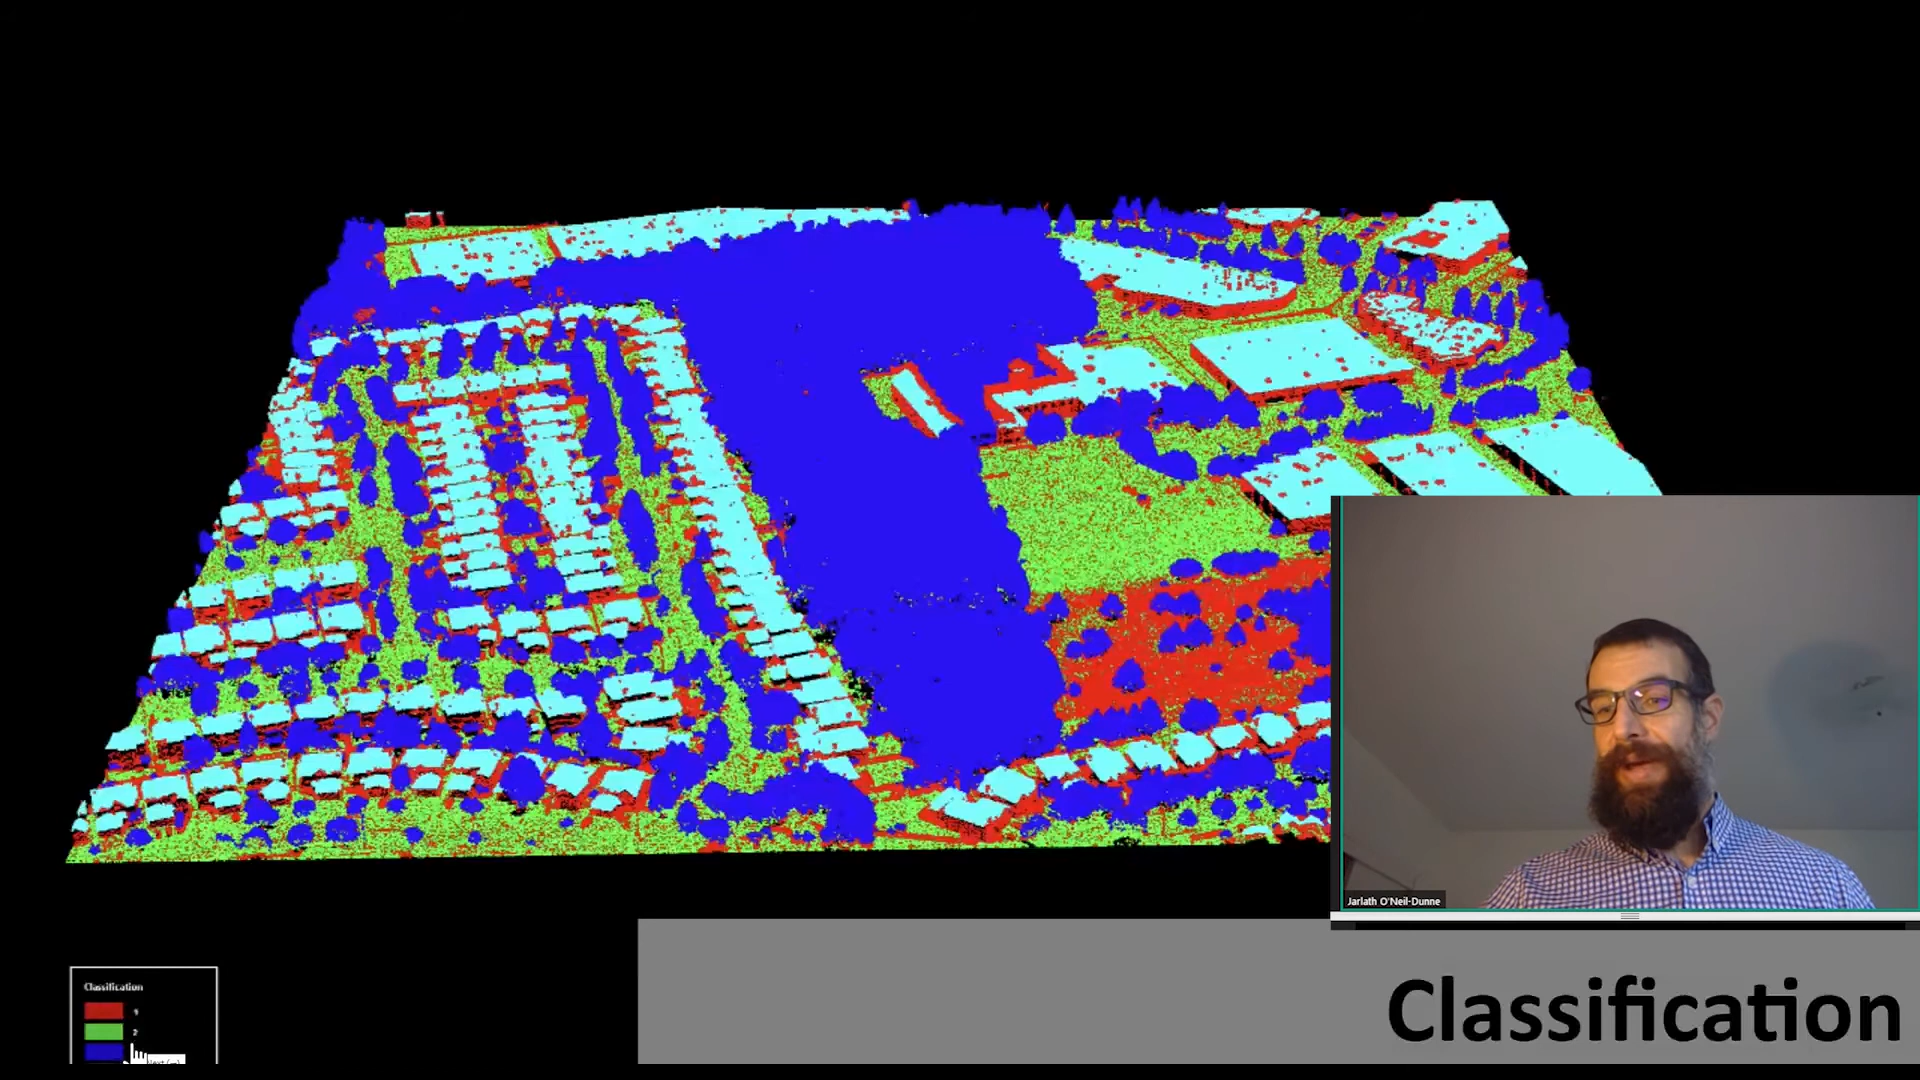 Jarlath O'Neil-Dunne
Classification
1
2
Classification